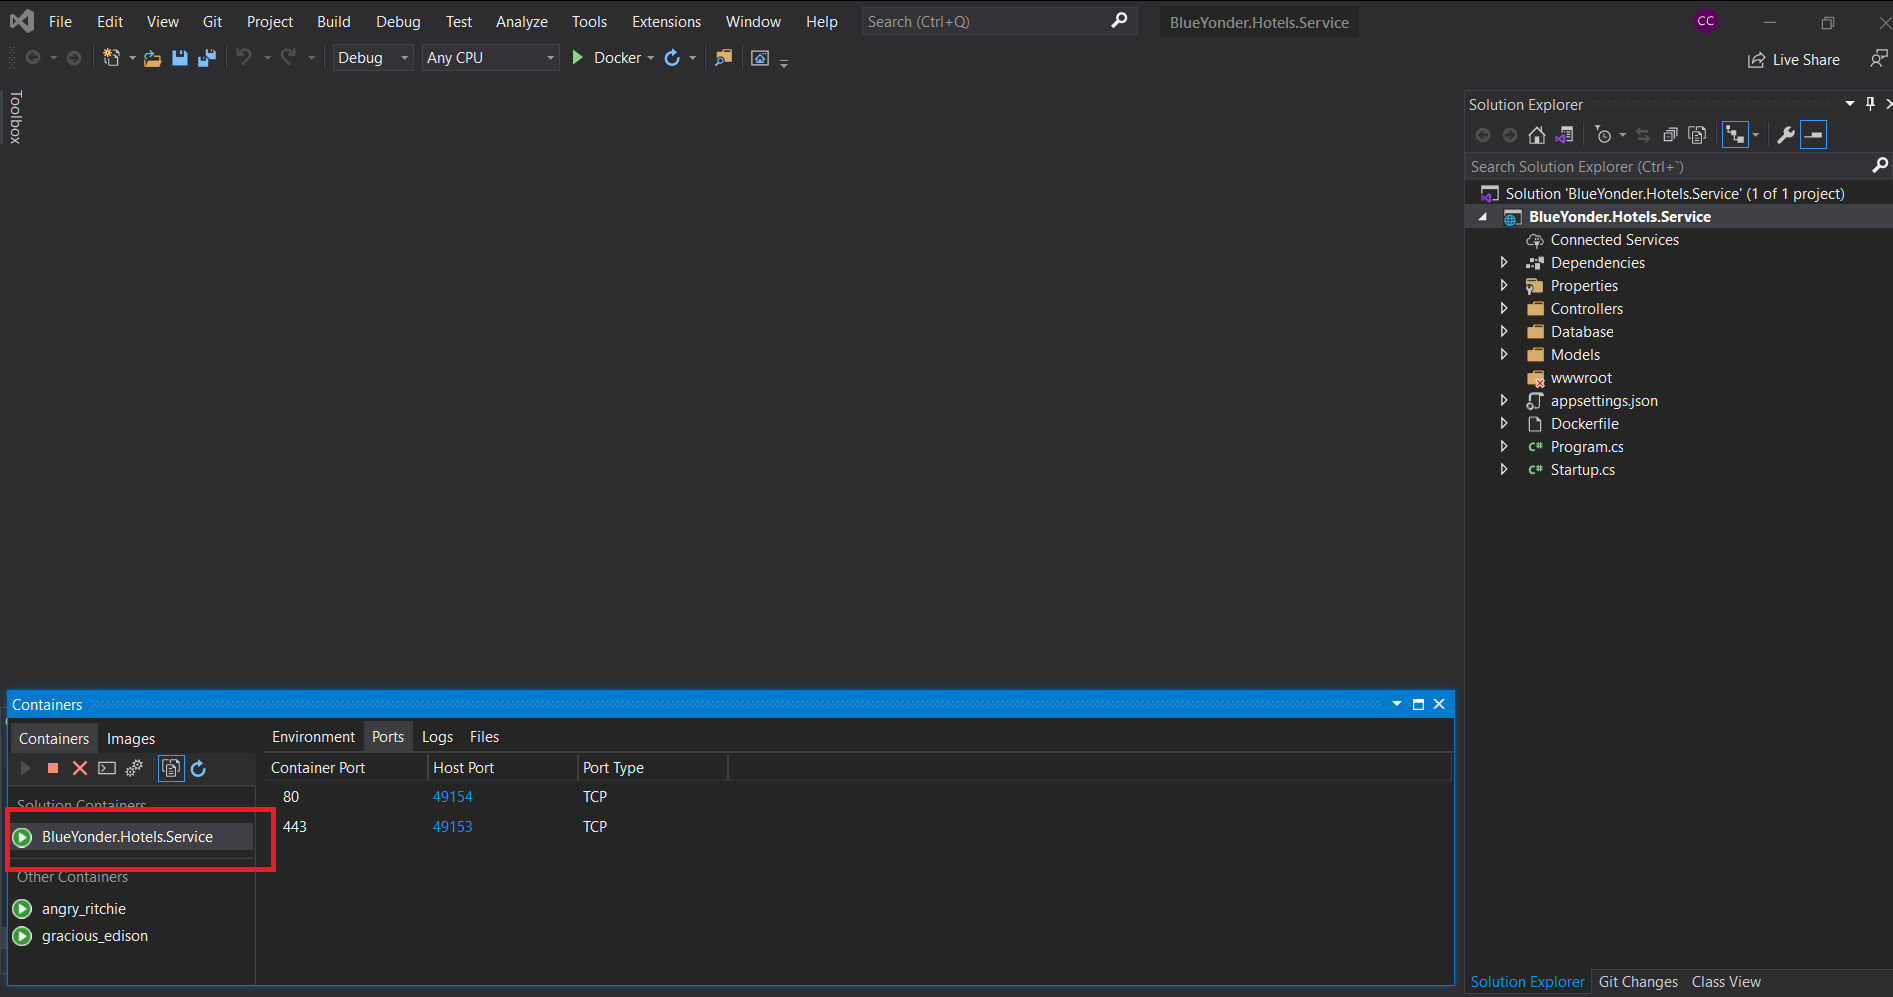 File Edit View Git Project Build Debug Test Analyze Tools Extensions Window Help Search (Ctrl+Q) BlueYonder.Hotels.Service CC
Debug Any CPU Docker Live Share
Toolbox
Solution Explorer
Search Solution Explorer (Ctrl+`)
Solution 'BlueYonder.Hotels.Service' (1 of 1 project)
BlueYonder.Hotels.Service
Connected Services
Dependencies
Properties
Controllers
Database
Models
wwwroot
appsettings.json
Dockerfile
C# Program.cs
C# Startup.cs
Containers
Containers Images
Environment Ports Logs Files
Container Port Host Port Port Type
80 49154 TCP
443 49153 TCP
Solution Containers
BlueYonder.Hotels.Service
Other Containers
angry_ritchie
gracious_edison
Solution Explorer Git Changes Class View